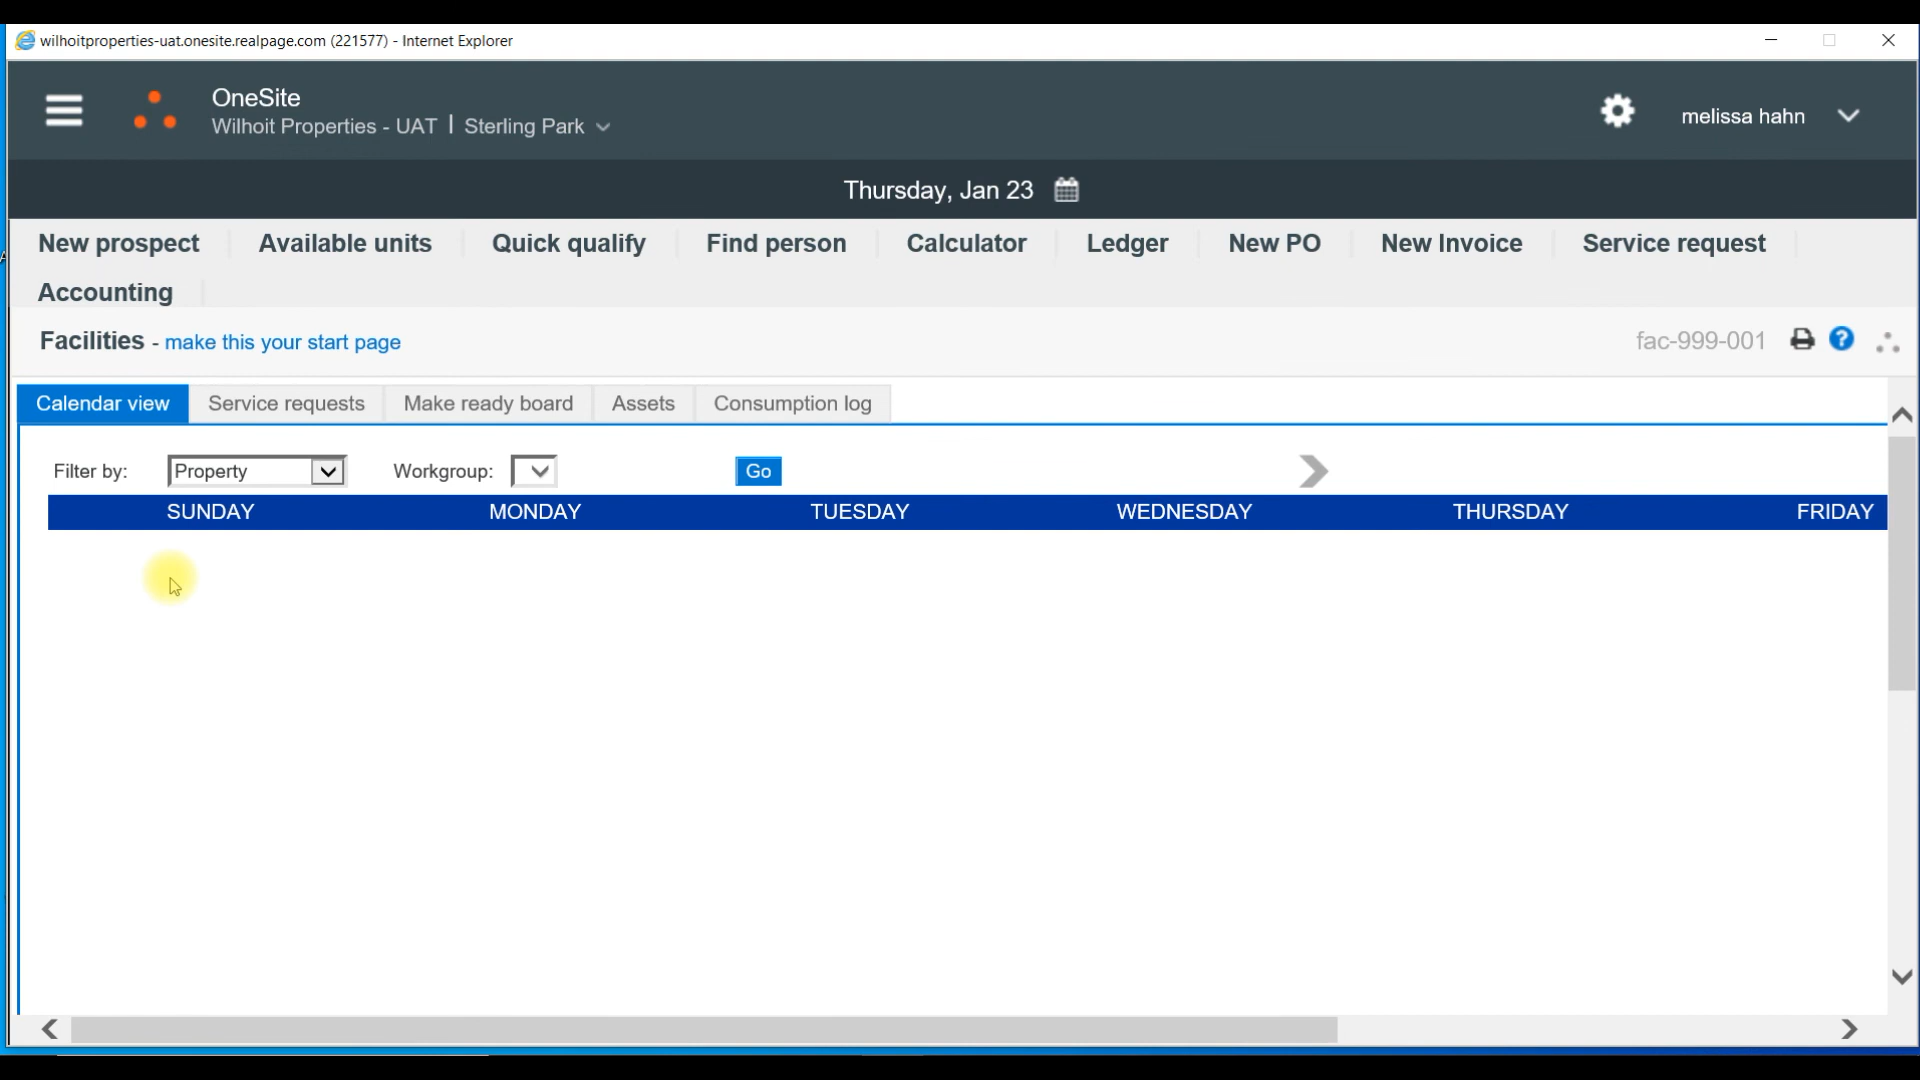 wilhoitproperties-uat.onesite.realpage.com (221577) - Internet Explorer
OneSite
Wilhoit Properties - UAT | Sterling Park
melissa hahn
Thursday, Jan 23
New prospect Available units Quick qualify Find person Calculator Ledger New PO New Invoice Service request
Accounting
Facilities - make this your start page fac-999-001 ?
Calendar view Service requests Make ready board Assets Consumption log
Filter by: Property Workgroup: Go
SUNDAY MONDAY TUESDAY WEDNESDAY THURSDAY FRIDAY